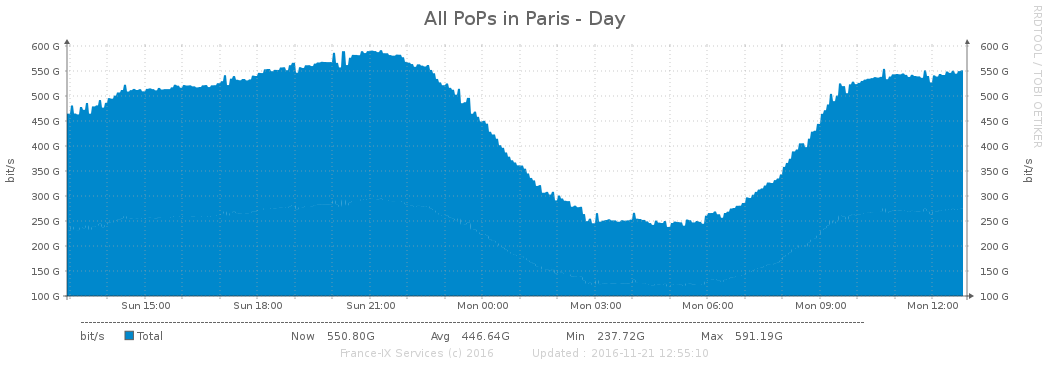 All PoPs in Paris - Day
RRDTOOL / TOBI OETIKER
bit/s
600 G
550 G
500 G
450 G
400 G
350 G
300 G
250 G
200 G
150 G
100 G
600 G
550 G
500 G
450 G
400 G
350 G
300 G
250 G
200 G
150 G
100 G
bit/s
Sun 15:00 Sun 18:00 Sun 21:00 Mon 00:00 Mon 03:00 Mon 06:00 Mon 09:00 Mon 12:00
bit/s Total Now 550.80G Avg 446.64G Min 237.72G Max 591.19G
France-IX Services (c) 2016 Updated : 2016-11-21 12:55:10